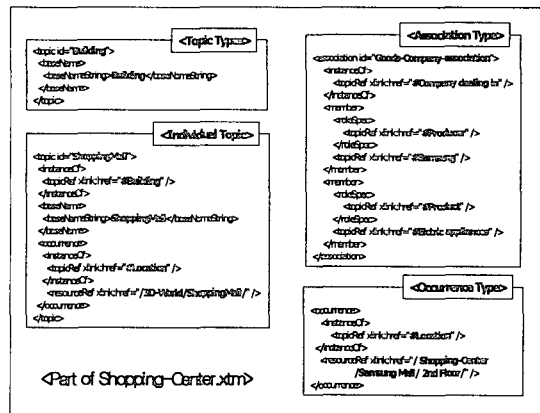 <Topic Types>
<topic id="Building">
<baseName>
<baseNameString>Building</baseNameString>
</baseName>
</topic>
<Individual Topic>
<topic id="ShoppingMall">
<instanceOf>
<topicRef xlink:href="#Building" />
</instanceOf>
<baseName>
<baseNameString>ShoppingMall</baseNameString>
</baseName>
<occurrence>
<instanceOf>
<topicRef xlink:href="#Location" />
</instanceOf>
<resourceRef xlink:href="/3D-World/ShoppingMall/" />
</occurrence>
</topic>
<Part of Shopping-Center.xtm>
<Association Type>
<association id="Goods-Company-association">
<instanceOf>
<topicRef xlink:href="#Company dealing in" />
</instanceOf>
<member>
<roleSpec>
<topicRef xlink:href="#Producer" />
</roleSpec>
<topicRef xlink:href="#Samsung" />
</member>
<member>
<roleSpec>
<topicRef xlink:href="#Product" />
</roleSpec>
<topicRef xlink:href="#Eletric appliances" />
</member>
</association>
<Occurrence Type>
<occurrence>
<instanceOf>
<topicRef xlink:href="#Location" />
</instanceOf>
<resourceRef xlink:href="/ Shopping-Center
/Samsung Mall/ 2nd Floor/" />
</occurrence>